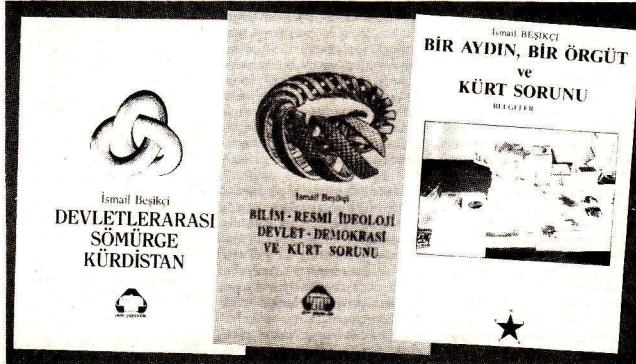 İsmail Beşikçi
DEVLETLERARASI
SÖMÜRGE
KÜRDİSTAN
İsmail Beşikçi
BİLİM - RESMİ İDEOLOJİ
DEVLET - DEMOKRASİ
VE KÜRT SORUNU
İsmail BEŞİKÇİ
BİR AYDIN, BİR ÖRGÜT
ve
KÜRT SORUNU
BELGELER